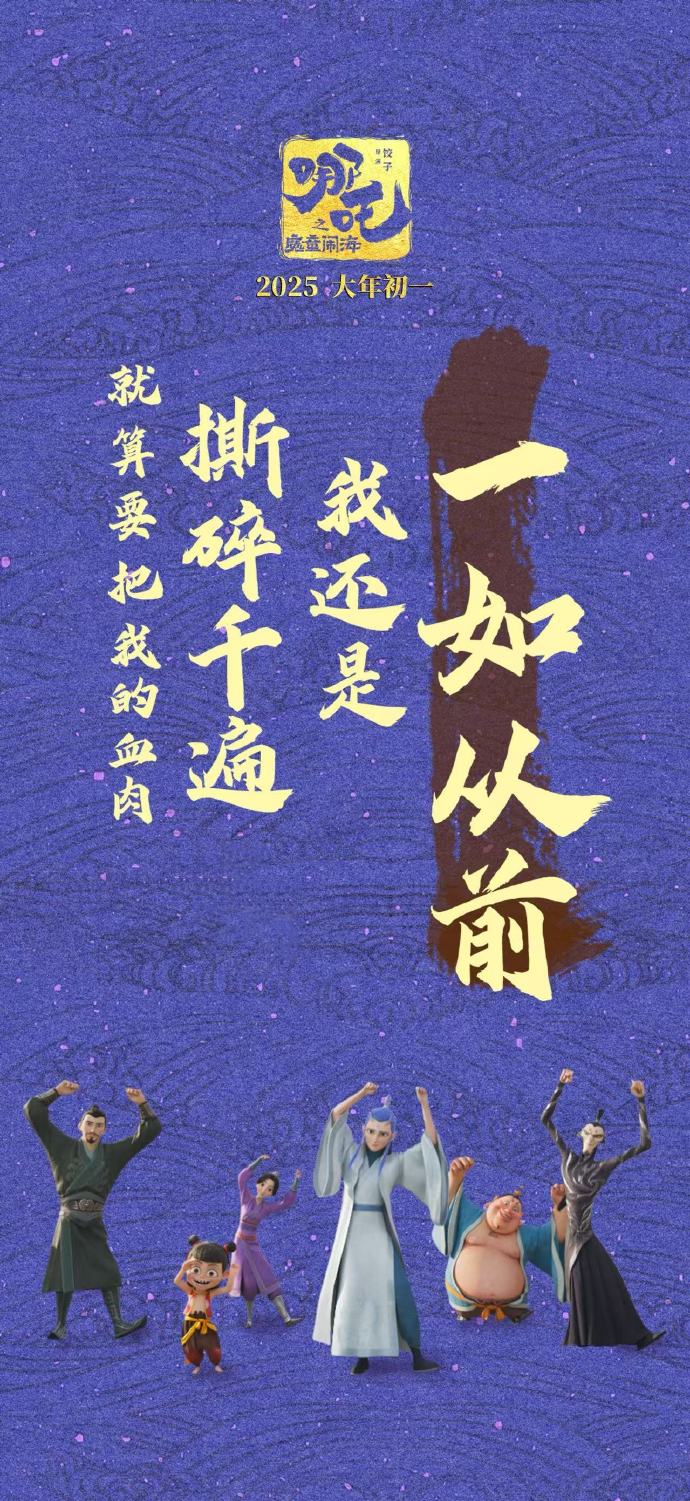 哪吒
之
魔童闹海
导演
饺子
2025 大年初一
就算要把我的血肉
撕碎千遍
我还是
一如从前